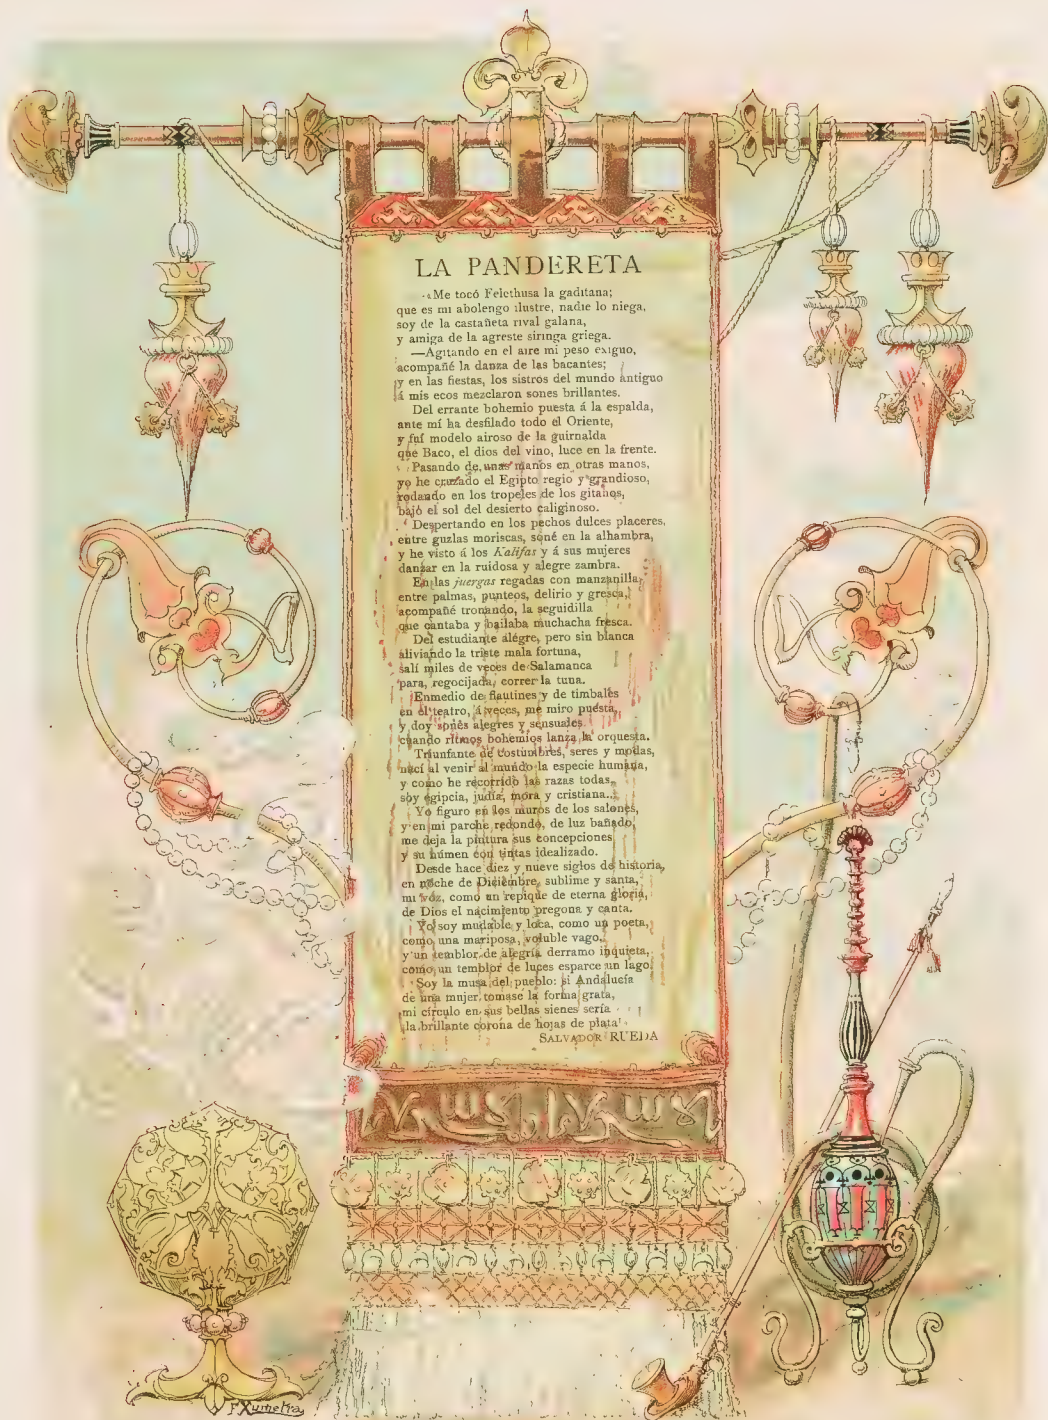 LA PANDERETA
«Me tocó Felethusa la gaditana;
que es mi abolengo ilustre, nadie lo niega,
soy de la castañeta rival galana,
y amiga de la agreste siringa griega.
—Agitando en el aire mi peso exiguo,
acompañé la danza de las bacantes;
y en las fiestas, los sistros del mundo antiguo
á mis ecos mezclaron sones brillantes.
Del errante bohemio puesta á la espalda,
ante mí ha desfilado todo el Oriente,
y fuí modelo airoso de la guirnalda
que Baco, el dios del vino, luce en la frente.
Pasando de unas manos en otras manos,
yo he cruzado el Egipto regio y grandioso,
rodando en los tropeles de los gitanos,
bajo el sol del desierto caliginoso.
Despertando en los pechos dulces placeres,
entre guzlas moriscas, soné en la alhambra,
y he visto á los Kalifas y á sus mujeres
danzar en la ruidosa y alegre zambra.
En las juergas regadas con manzanilla,
entre palmas, punteos, delirio y gresca,
acompañé tronando, la seguidilla
que cantaba y bailaba muchacha fresca.
Del estudiante alegre, pero sin blanca
aliviando la triste mala fortuna,
salí miles de veces de Salamanca
para, regocijada, correr la tuna.
Enmedio de flautines y de timbales
en el teatro, á veces, me miro puesta,
y doy sones alegres y sensuales
cuando ritmos bohemios lanza la orquesta.
Triunfante de costumbres, seres y modas,
nací al venir al mundo la especie humana,
y como he recorrido las razas todas,
soy egipcia, judía, mora y cristiana...
Yo figuro en los muros de los salones,
y en mi parche redondo, de luz bañado,
me deja la pintura sus concepciones
y su númen con tintas idealizado.
Desde hace diez y nueve siglos de historia,
en noche de Diciembre, sublime y santa,
mi voz, como un repique de eterna gloria,
de Dios el nacimiento pregona y canta.
Yo soy mudable y loca, como un poeta,
como una mariposa, voluble vago,
y un temblor de alegría derramo inquieta,
como un temblor de luces esparce un lago.
Soy la musa del pueblo: si Andalucía
de una mujer tomase la forma grata,
mi círculo en sus bellas sienes sería
la brillante corona de hojas de plata
SALVADOR RUEDA
F Xumetra